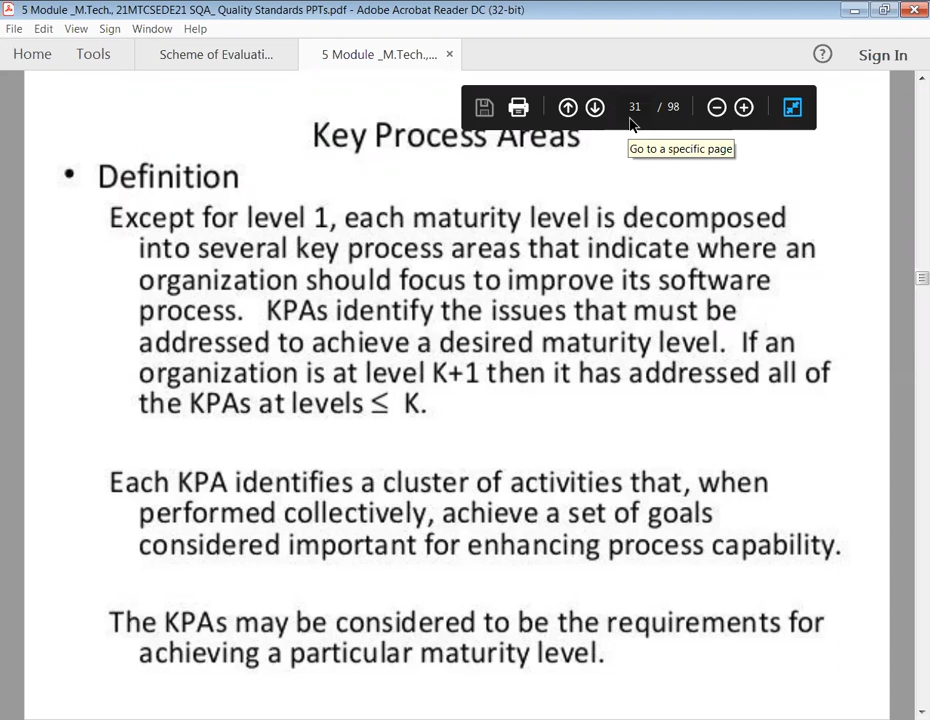 5 Module _M.Tech., 21MTCSEDE21 SQA_ Quality Standards PPTs.pdf - Adobe Acrobat Reader DC (32-bit)
File Edit View Sign Window Help
Home Tools Scheme of Evaluati... 5 Module _M.Tech.,... × ? Sign In
31 / 98
Key Process Areas
Go to a specific page
• Definition
Except for level 1, each maturity level is decomposed
into several key process areas that indicate where an
organization should focus to improve its software
process. KPAs identify the issues that must be
addressed to achieve a desired maturity level. If an
organization is at level K+1 then it has addressed all of
the KPAs at levels ≤ K.
Each KPA identifies a cluster of activities that, when
performed collectively, achieve a set of goals
considered important for enhancing process capability.
The KPAs may be considered to be the requirements for
achieving a particular maturity level.